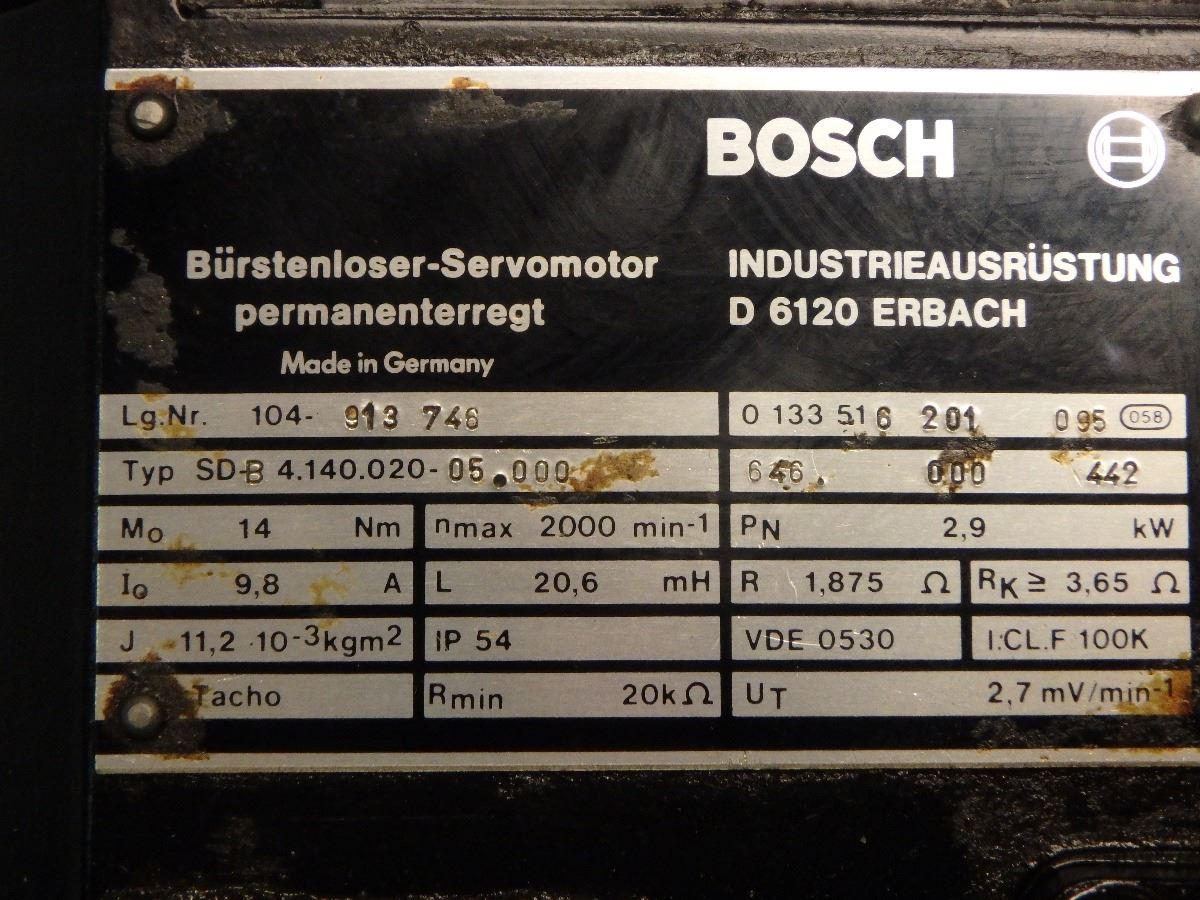 BOSCH
Bürstenloser-Servomotor
permanenterregt
Made in Germany
INDUSTRIEAUSRÜSTUNG
D 6120 ERBACH
Lg.Nr. 104- 913 746 0 133 516 201 095 058
Typ SD-B 4.140.020-05.000 646. 000 442
Mo 14 Nm nmax 2000 min-1 PN 2,9 kW
Io 9,8 A L 20,6 mH R 1,875 Ω RK ≥ 3,65 Ω
J 11,2 · 10-3kgm2 IP 54 VDE 0530 I.CL.F 100K
Tacho Rmin 20kΩ UT 2,7 mV/min-1